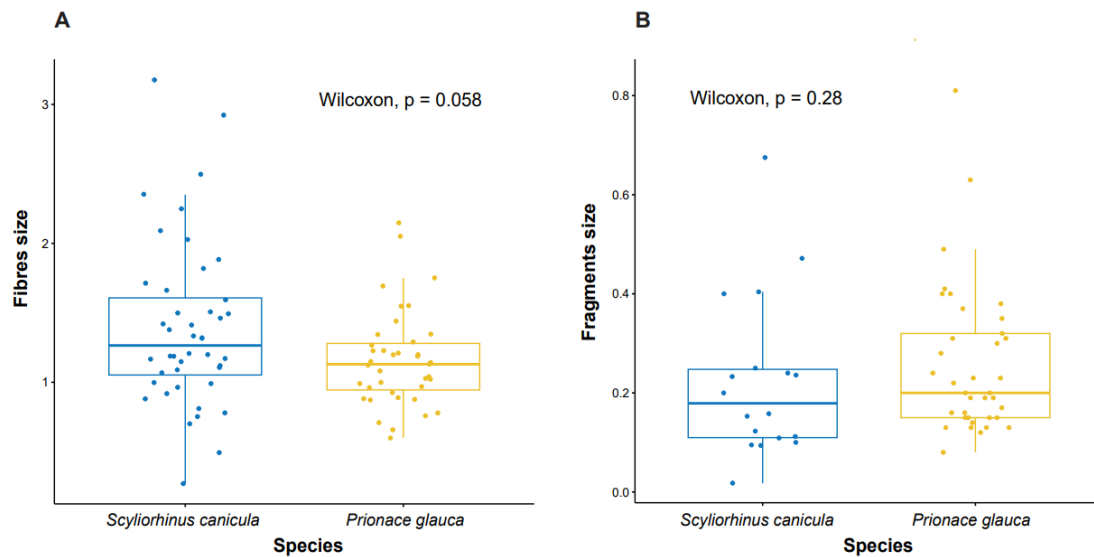 A
Fibres size
3
2
1
Wilcoxon, p = 0.058
Scyliorhinus canicula
Prionace glauca
Species
B
Fragments size
0.8
0.6
0.4
0.2
0.0
Wilcoxon, p = 0.28
Scyliorhinus canicula
Prionace glauca
Species